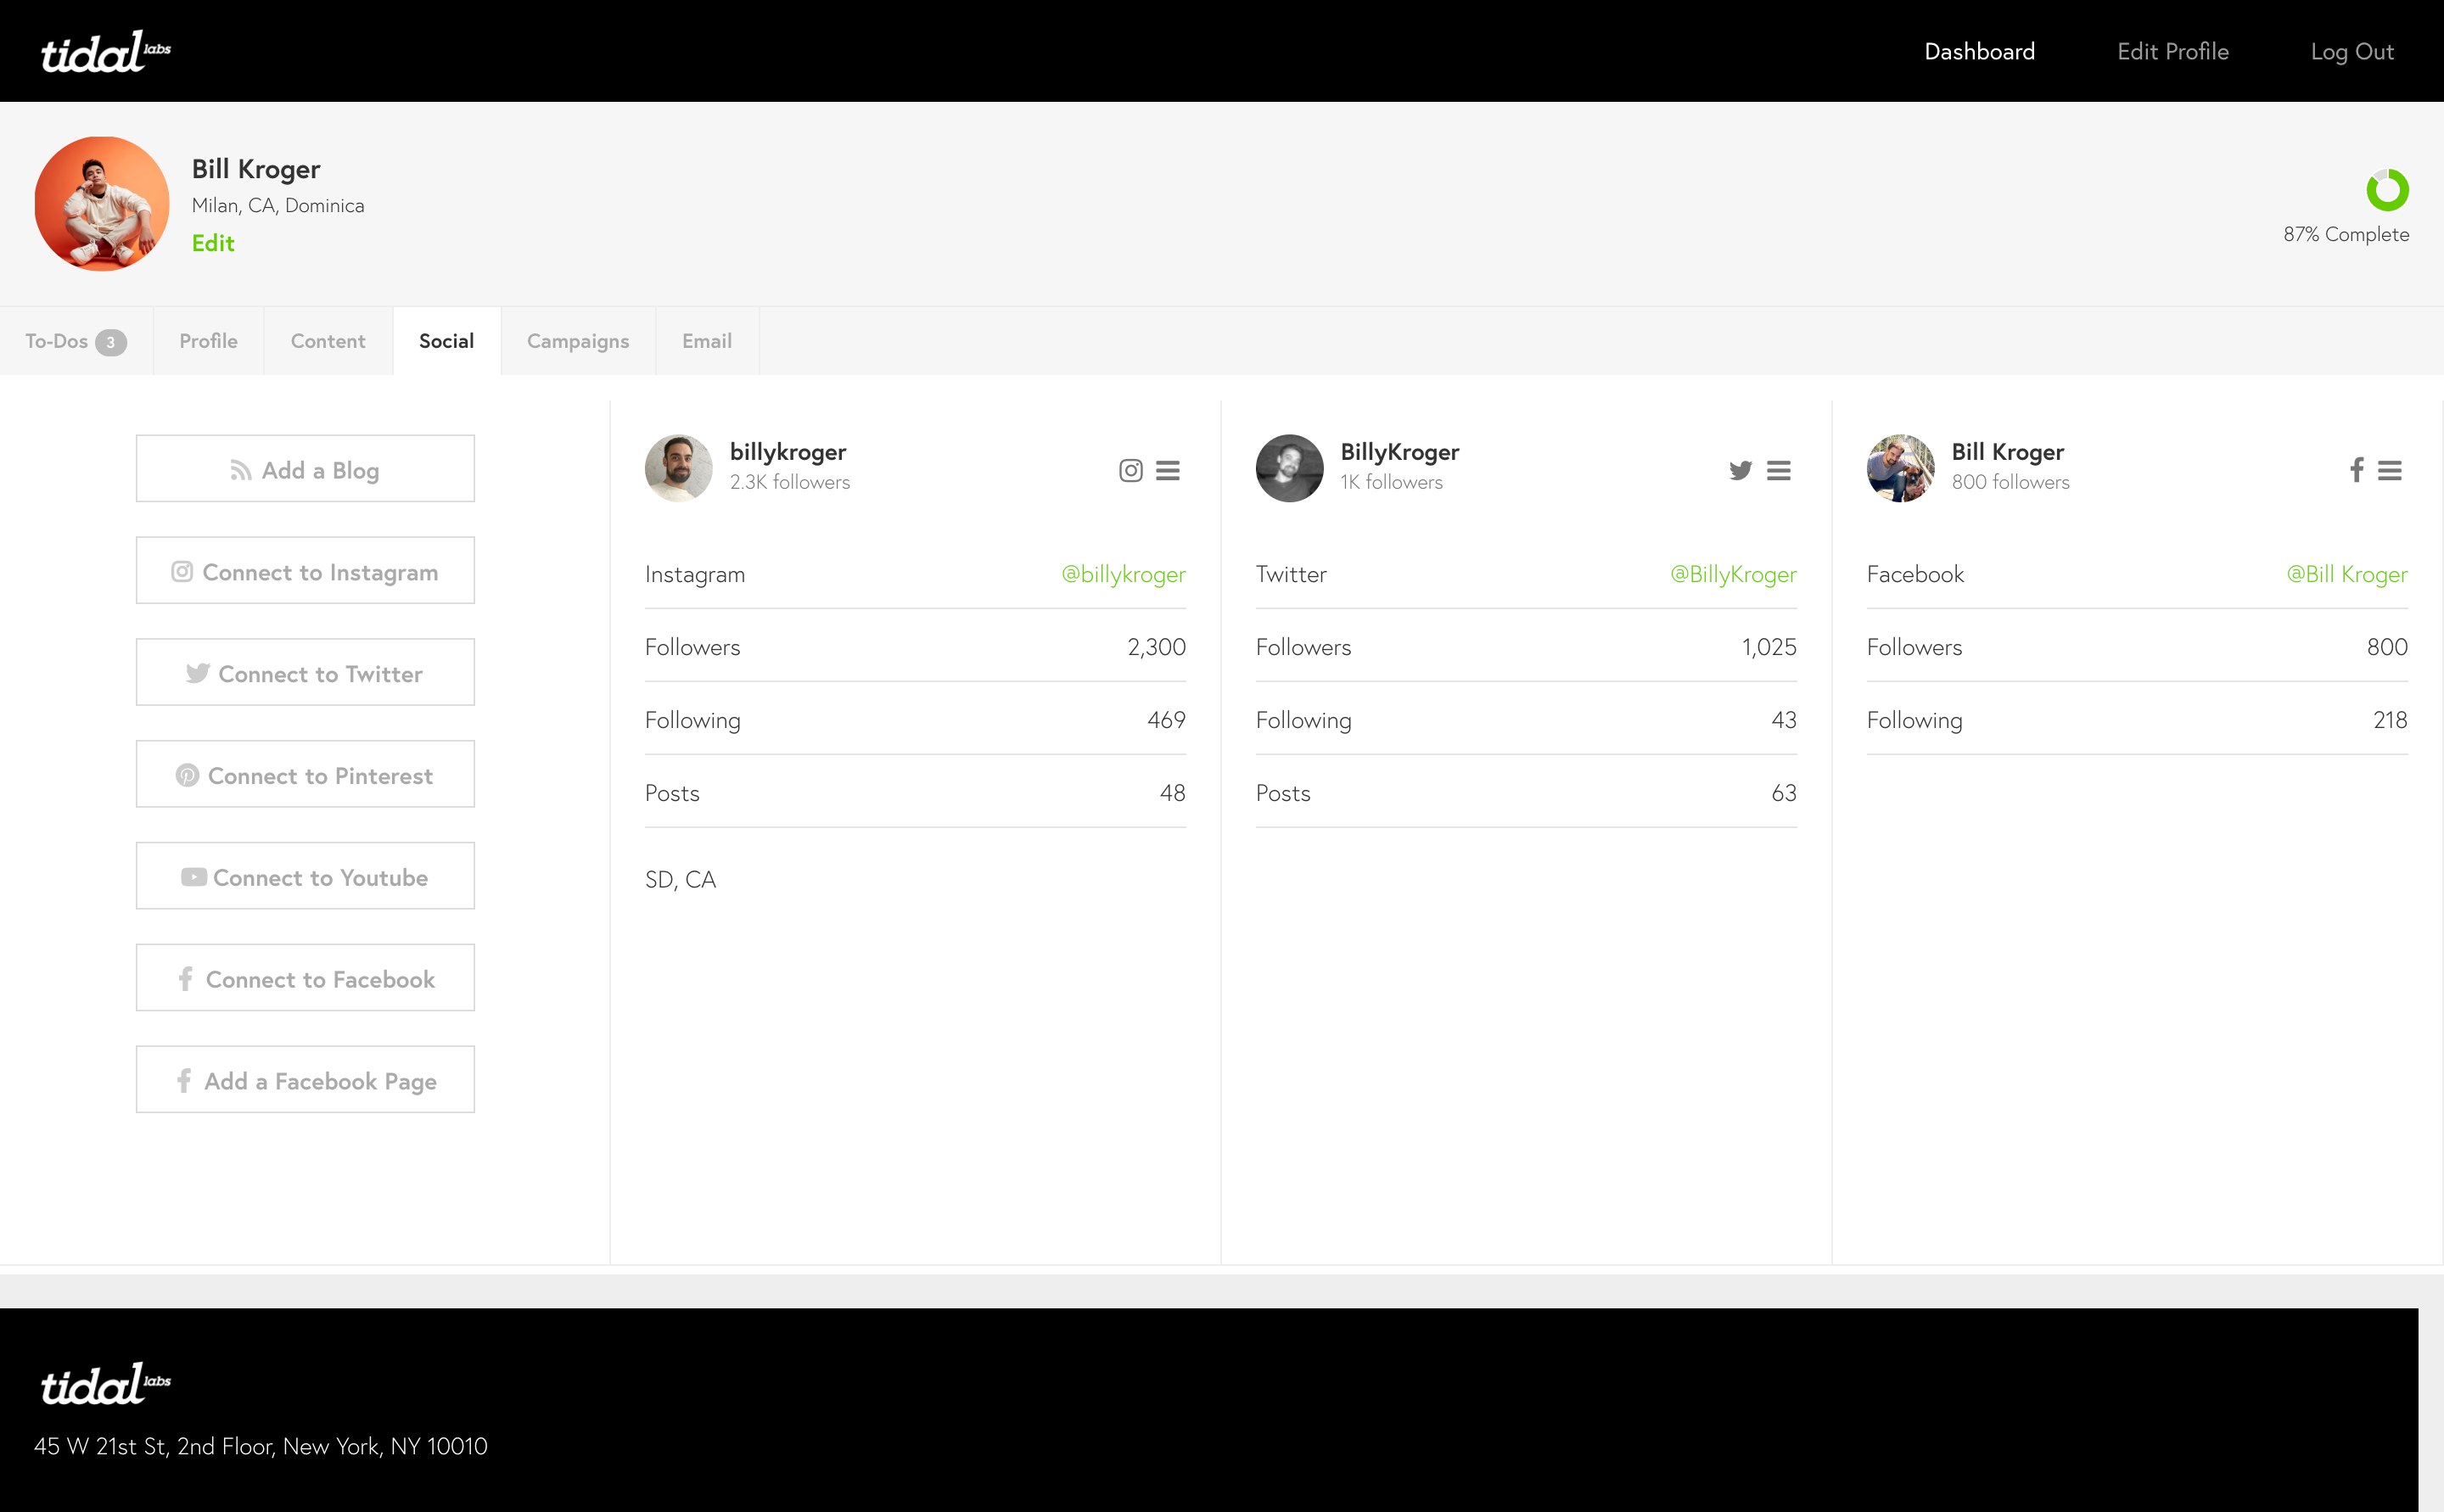 tidal labs
Dashboard
Edit Profile
Log Out
Bill Kroger
Milan, CA, Dominica
Edit
87% Complete
To-Dos 3
Profile
Content
Social
Campaigns
Email
Add a Blog
Connect to Instagram
Connect to Twitter
Connect to Pinterest
Connect to Youtube
Connect to Facebook
Add a Facebook Page
billykroger
2.3K followers
Instagram @billykroger
Followers 2,300
Following 469
Posts 48
SD, CA
BillyKroger
1K followers
Twitter @BillyKroger
Followers 1,025
Following 43
Posts 63
Bill Kroger
800 followers
Facebook @Bill Kroger
Followers 800
Following 218
tidal labs
45 W 21st St, 2nd Floor, New York, NY 10010